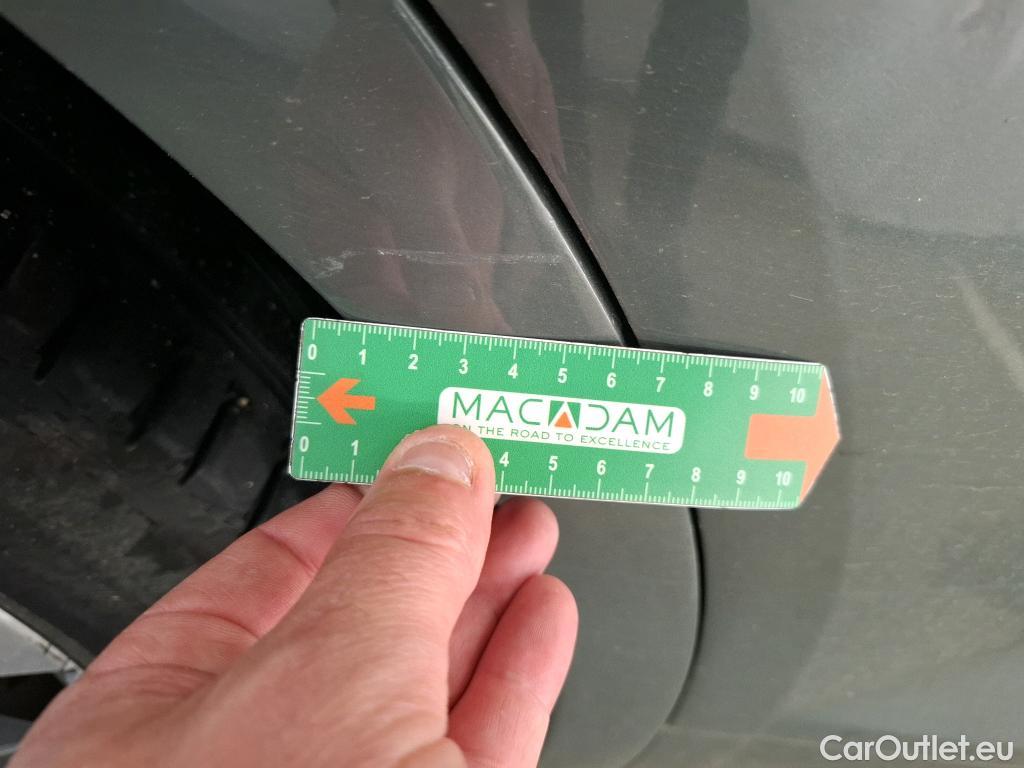 0 1 2 3 4 5 6 7 8 9 10
MACADAM
ON THE ROAD TO EXCELLENCE
0 1 4 5 6 7 8 9 10
CarOutlet.eu